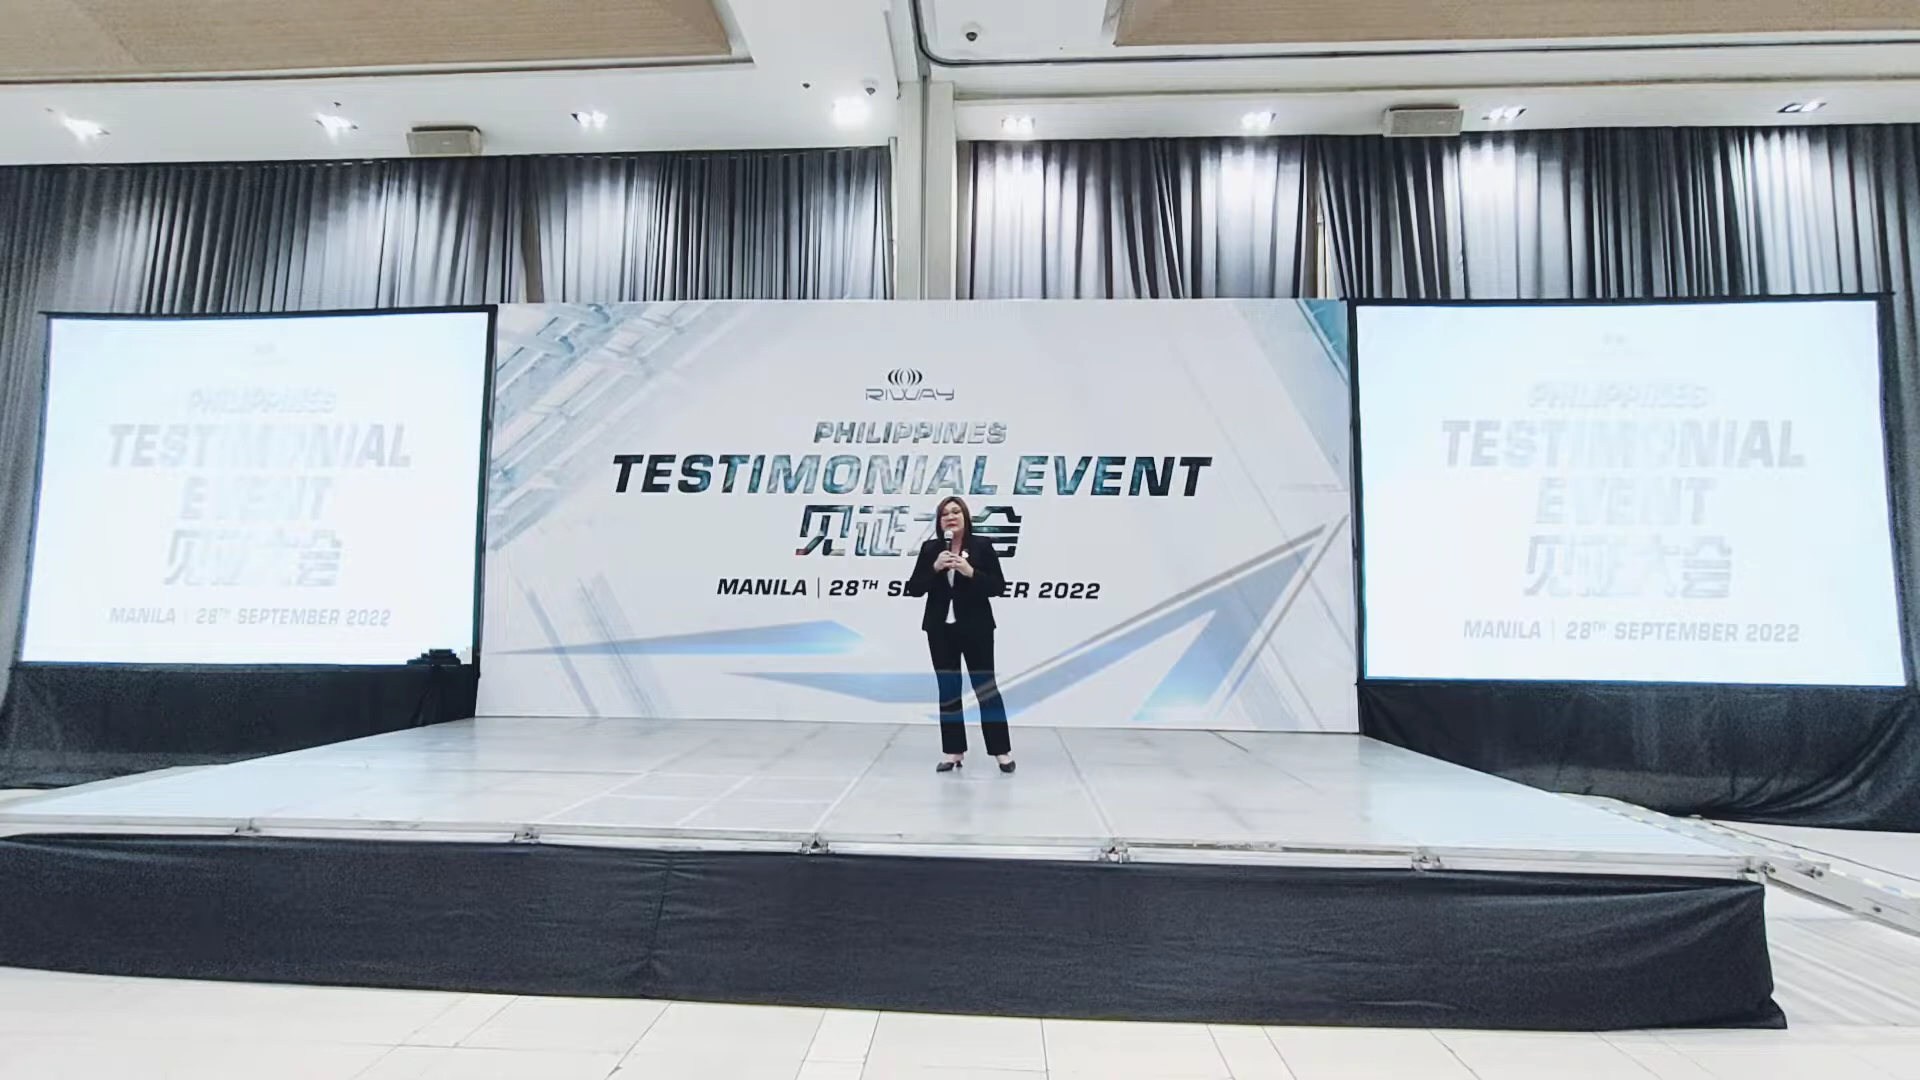 RIWAY
PHILIPPINES
TESTIMONIAL EVENT
见证大会
MANILA | 28TH SE ER 2022
PHILIPPINES
TESTIMONIAL
EVENT
见证大会
MANILA | 28TH SEPTEMBER 2022
PHILIPPINES
TESTIMONIAL
EVENT
见证大会
MANILA | 28TH SEPTEMBER 2022